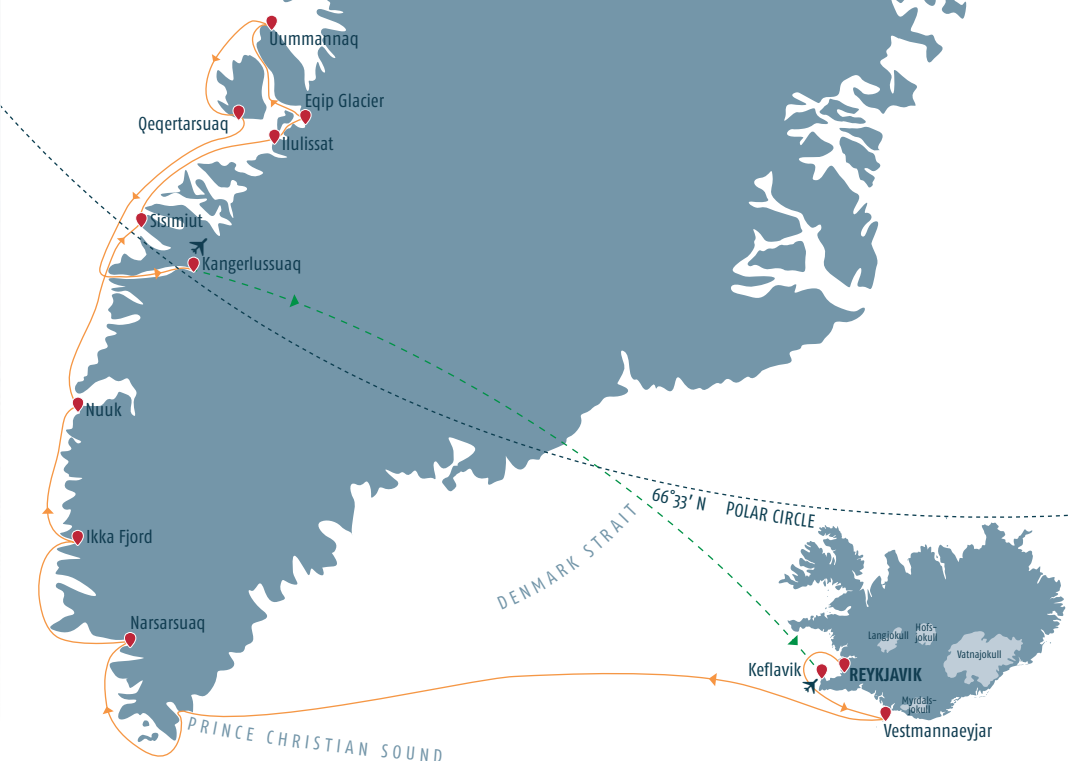 Uummannaq
Eqip Glacier
Qeqertarsuaq
Ilulissat
Sisimiut
Kangerlussuaq
Nuuk
66°33’ N POLAR CIRCLE
DENMARK STRAIT
Ikka Fjord
Narsarsuaq
Hofs-
jokull
Langjokull
Vatnajokull
Keflavik
REYKJAVIK
Myrdals-
jokull
Vestmannaeyjar
PRINCE CHRISTIAN SOUND